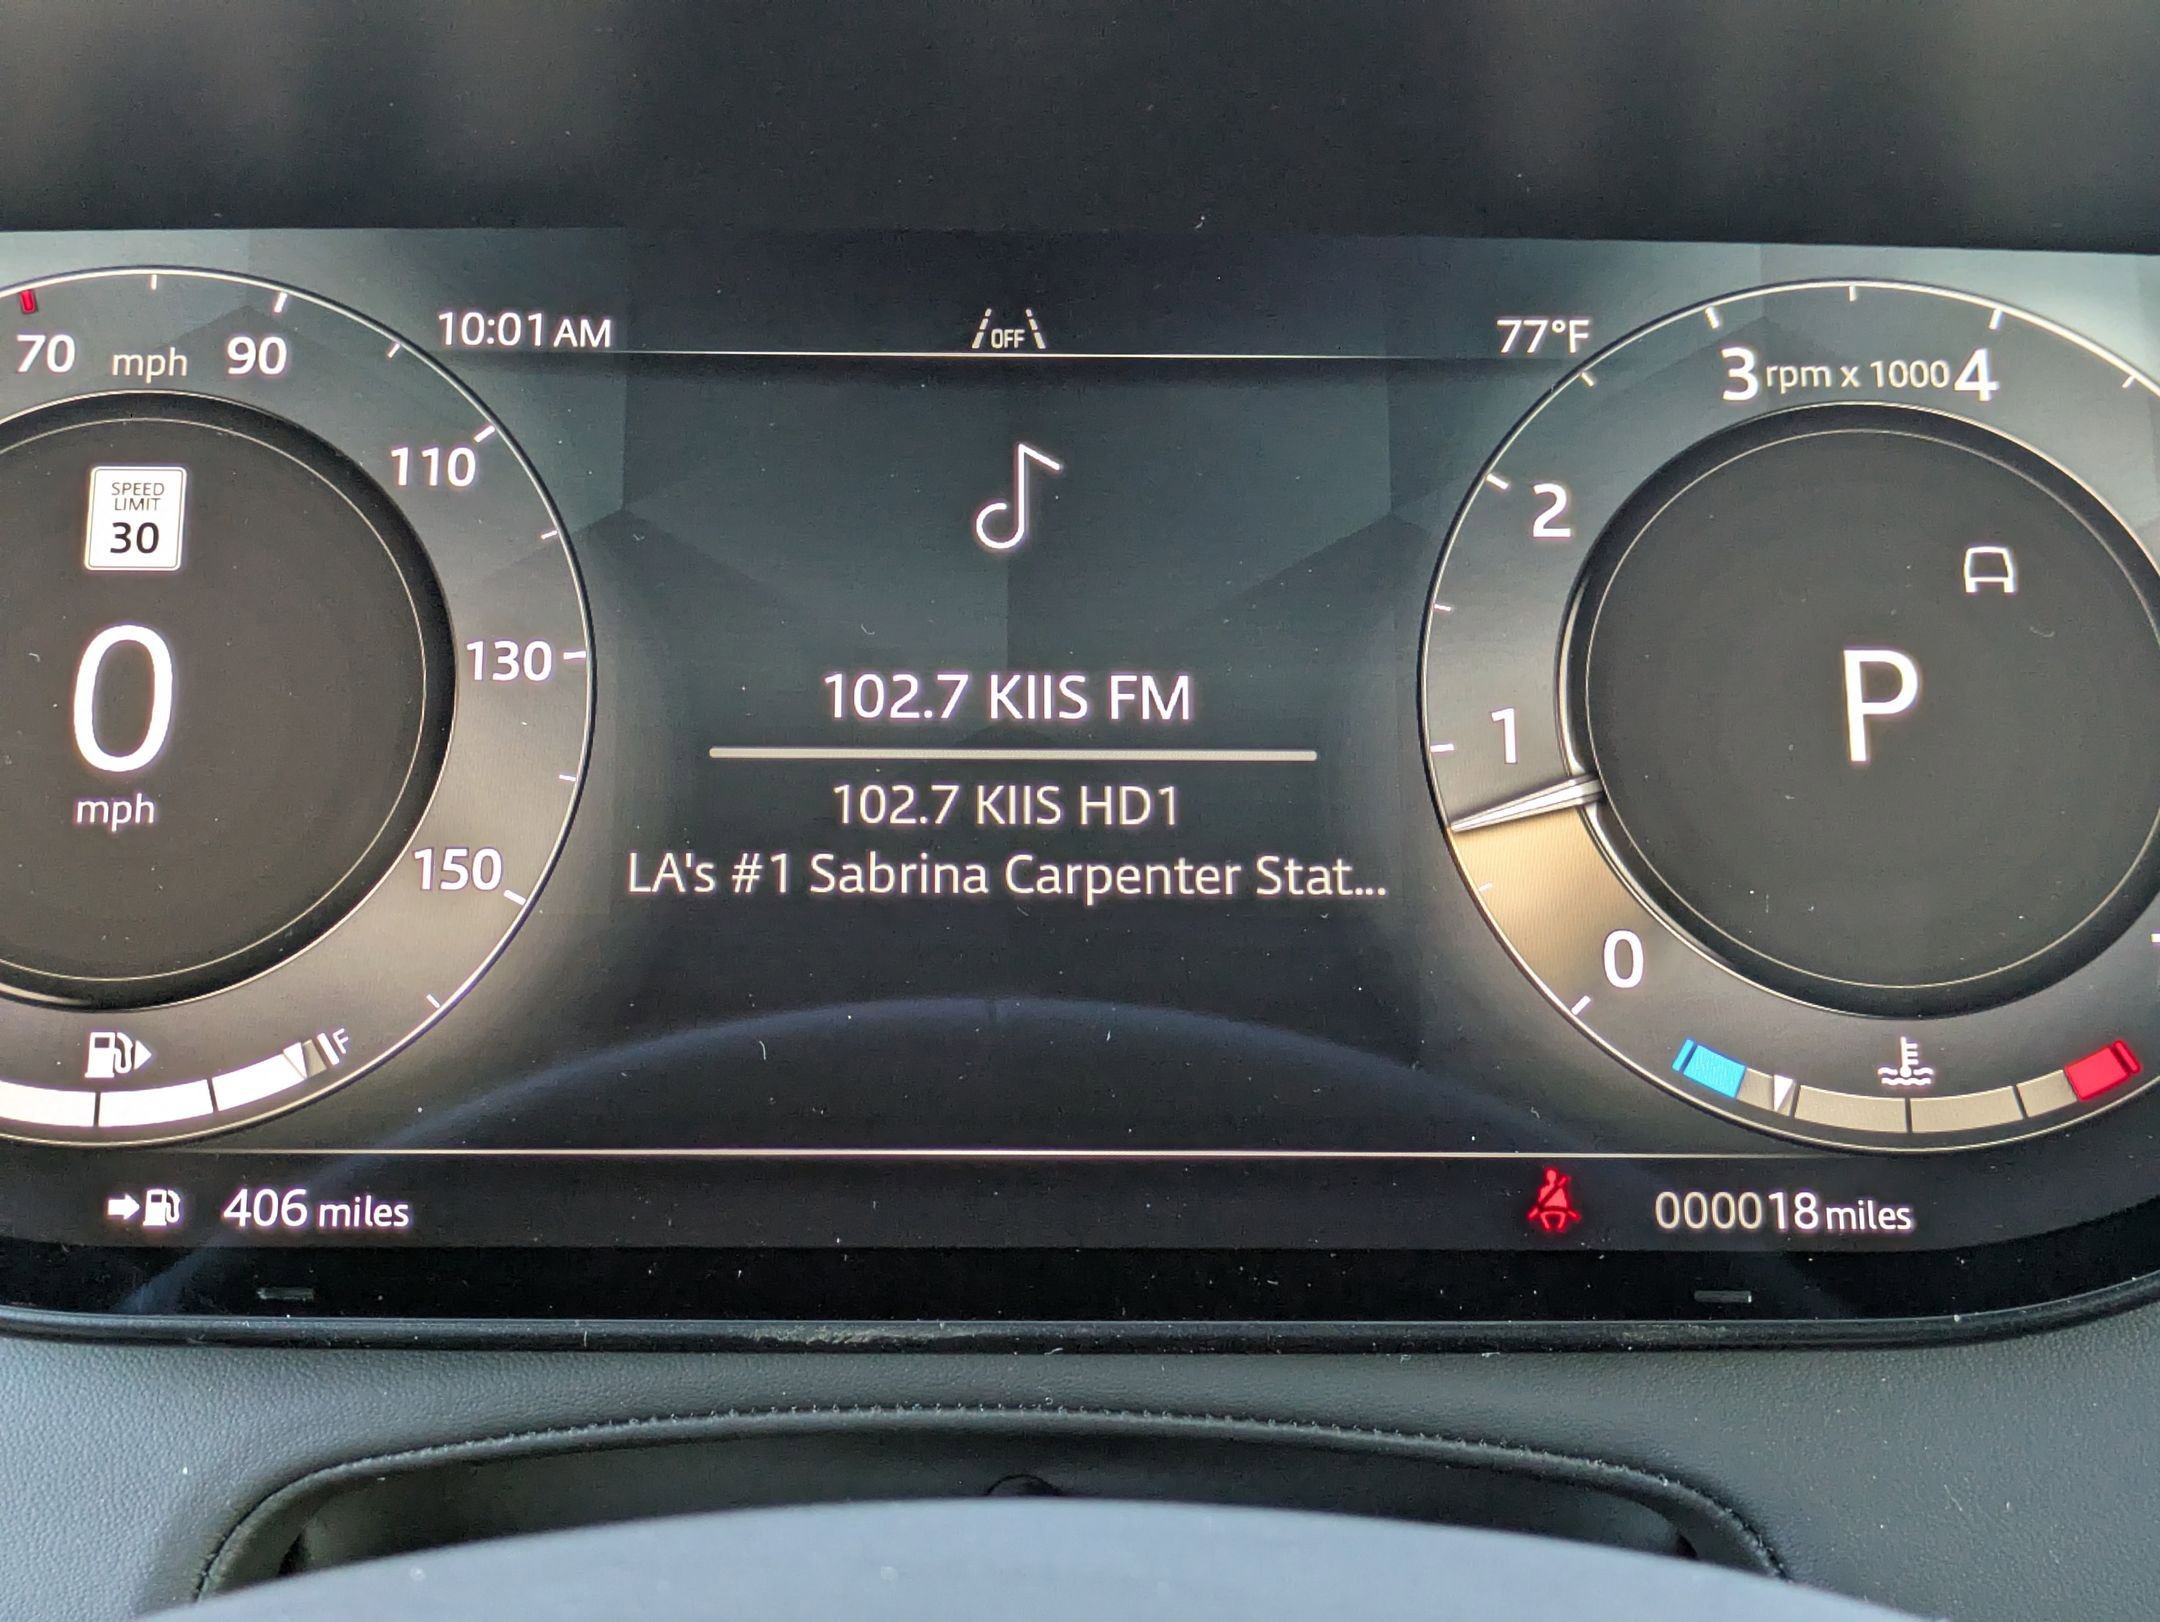 10:01 AM
OFF
77°F
70 mph 90
110
130
150
SPEED
LIMIT
30
0
mph
F
102.7 KIIS FM
102.7 KIIS HD1
LA's #1 Sabrina Carpenter Stat...
3 rpm x 1000 4
2
1
0
P
406 miles
000018 miles